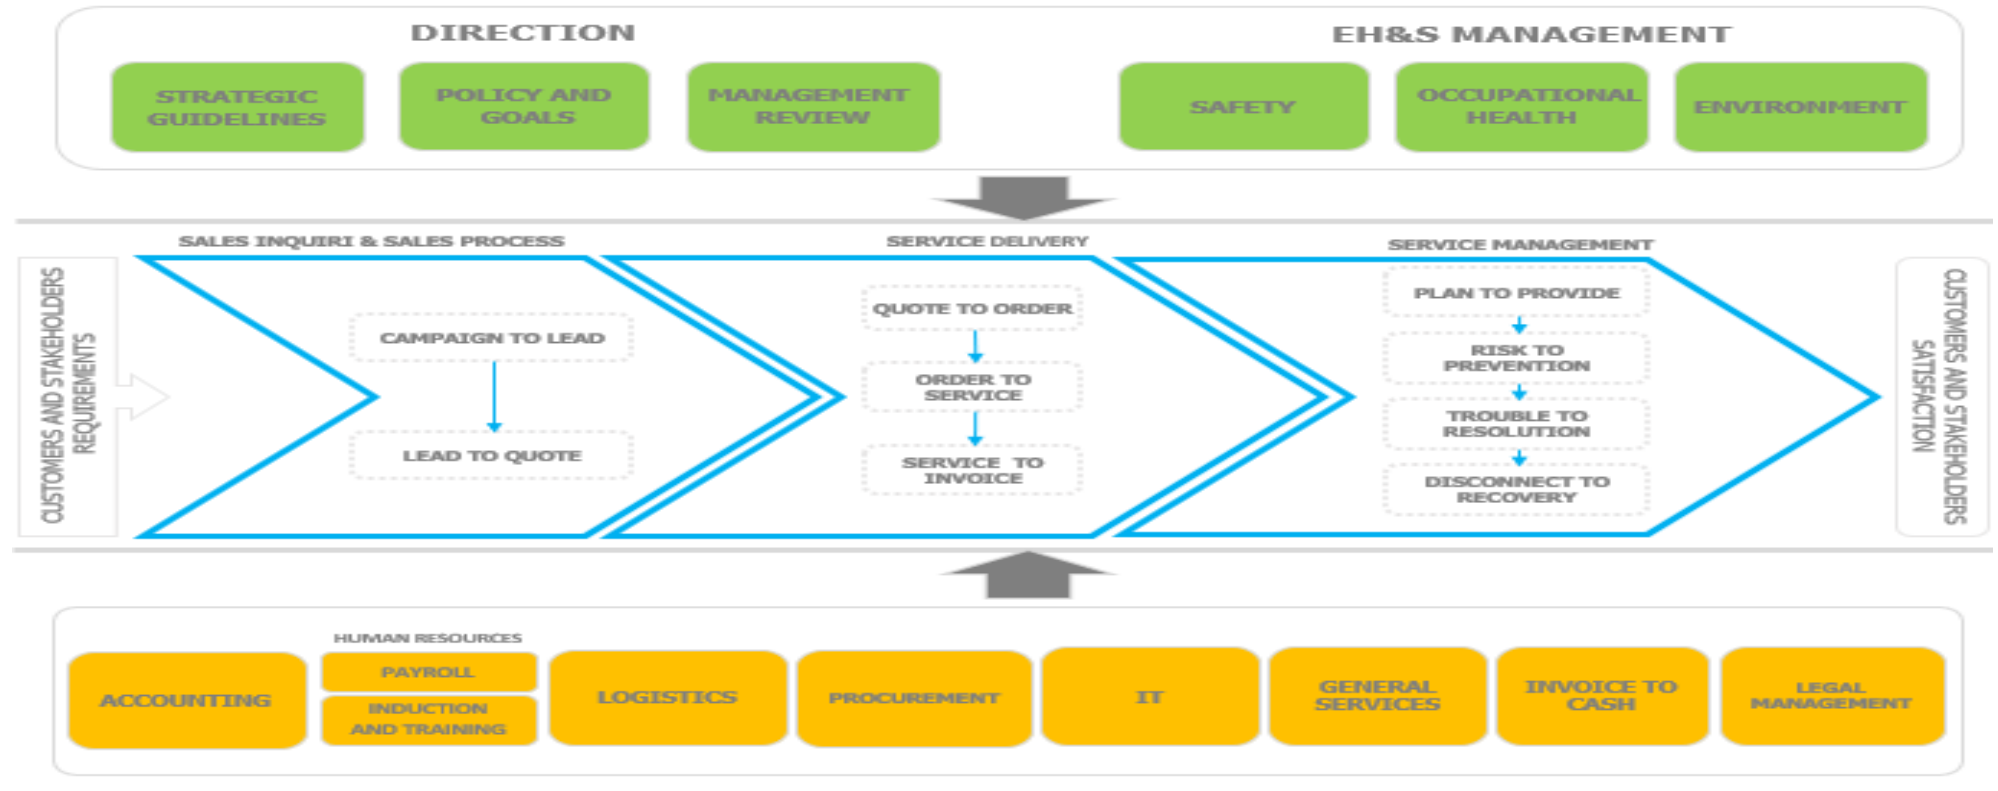 DIRECTION
STRATEGIC
GUIDELINES
POLICY AND
GOALS
MANAGEMENT
REVIEW
EH&S MANAGEMENT
SAFETY
OCCUPATIONAL
HEALTH
ENVIRONMENT
CUSTOMERS AND STAKEHOLDERS
REQUIREMENTS
SALES INQUIRI & SALES PROCESS
CAMPAIGN TO LEAD
LEAD TO QUOTE
SERVICE DELIVERY
QUOTE TO ORDER
ORDER TO
SERVICE
SERVICE TO
INVOICE
SERVICE MANAGEMENT
PLAN TO PROVIDE
RISK TO
PREVENTION
TROUBLE TO
RESOLUTION
DISCONNECT TO
RECOVERY
CUSTOMERS AND STAKEHOLDERS
SATISFACTION
ACCOUNTING
HUMAN RESOURCES
PAYROLL
INDUCTION
AND TRAINING
LOGISTICS
PROCUREMENT
IT
GENERAL
SERVICES
INVOICE TO
CASH
LEGAL
MANAGEMENT